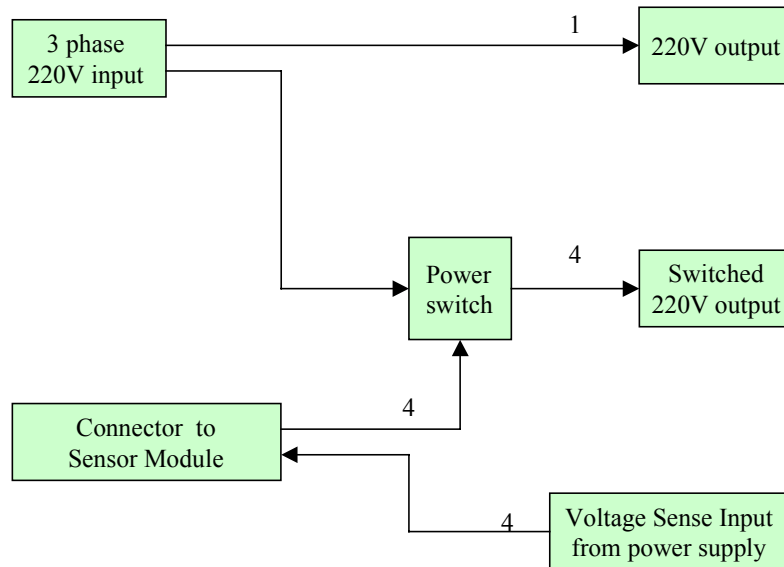 3 phase
220V input
1
220V output
Power
switch
4
Switched
220V output
Connector to
Sensor Module
4
4
Voltage Sense Input
from power supply